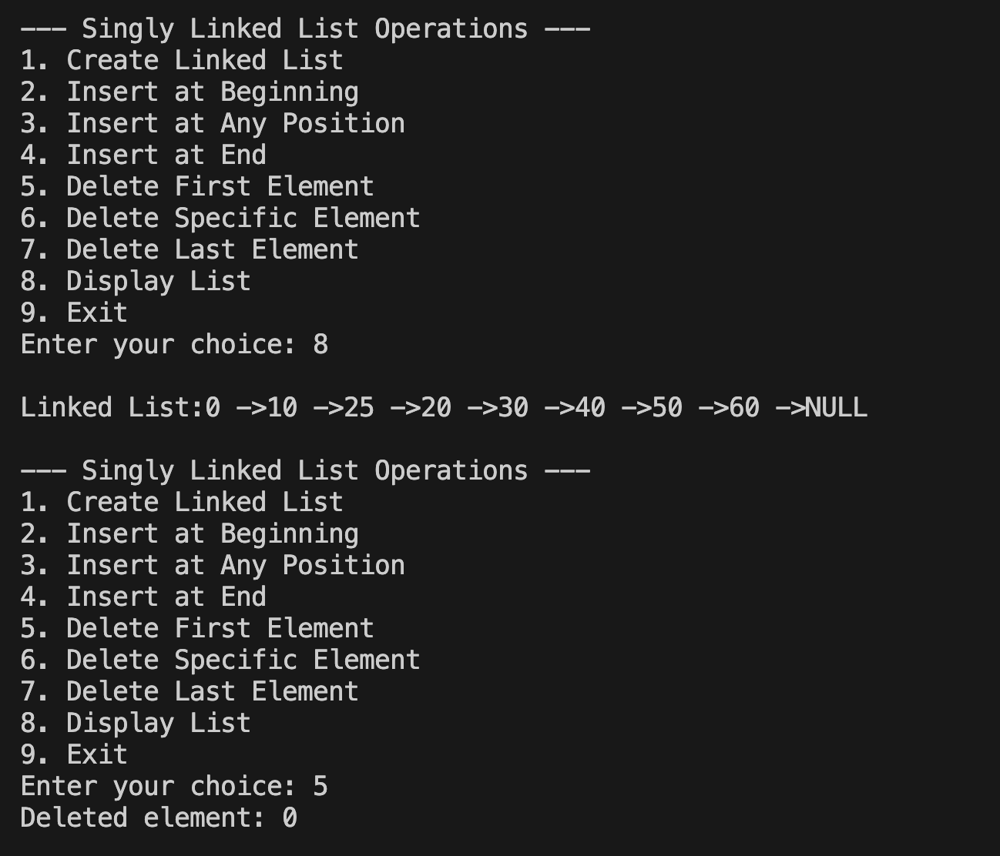 --- Singly Linked List Operations ---
1. Create Linked List
2. Insert at Beginning
3. Insert at Any Position
4. Insert at End
5. Delete First Element
6. Delete Specific Element
7. Delete Last Element
8. Display List
9. Exit
Enter your choice: 8
Linked List:0 ->10 ->25 ->20 ->30 ->40 ->50 ->60 ->NULL
--- Singly Linked List Operations ---
1. Create Linked List
2. Insert at Beginning
3. Insert at Any Position
4. Insert at End
5. Delete First Element
6. Delete Specific Element
7. Delete Last Element
8. Display List
9. Exit
Enter your choice: 5
Deleted element: 0